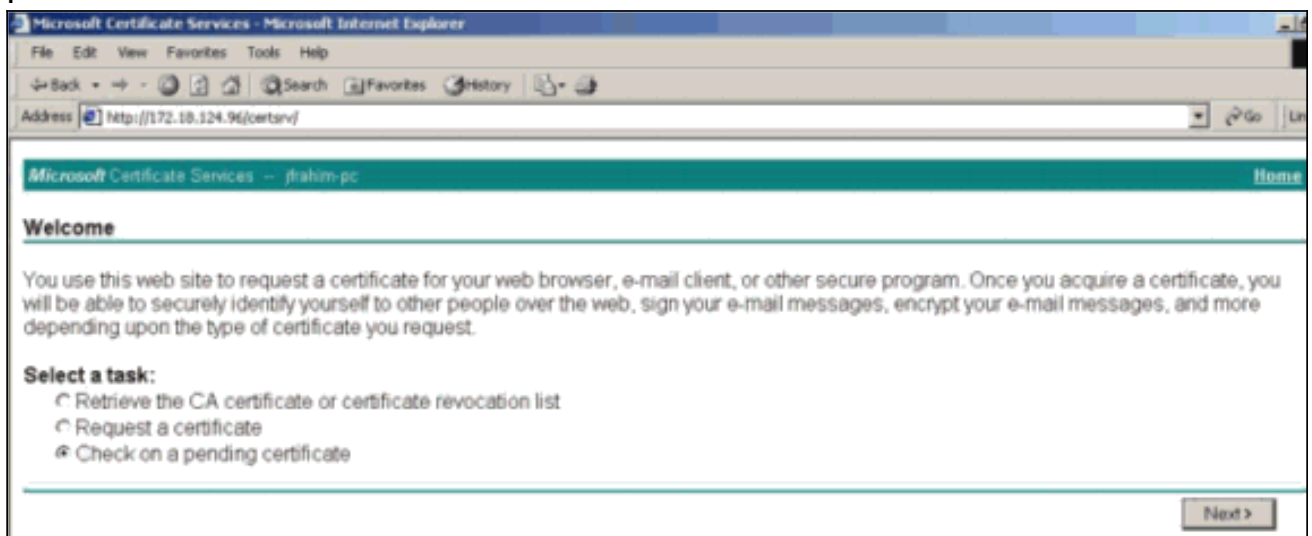 Microsoft Certificate Services - Microsoft Internet Explorer
File Edit View Favorites Tools Help
Back Search Favorites History
Address http://172.18.124.96/certsrv/ Go
Microsoft Certificate Services -- jfrahim-pc Home
Welcome
You use this web site to request a certificate for your web browser, e-mail client, or other secure program. Once you acquire a certificate, you
will be able to securely identify yourself to other people over the web, sign your e-mail messages, encrypt your e-mail messages, and more
depending upon the type of certificate you request.
Select a task:
Retrieve the CA certificate or certificate revocation list
Request a certificate
Check on a pending certificate
Next >